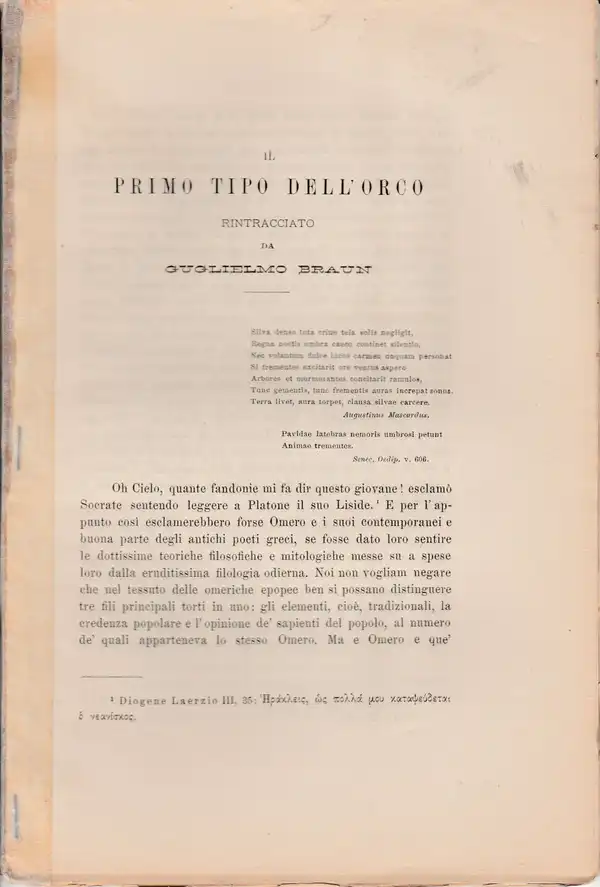 IL
PRIMO TIPO DELL'ORCO
RINTRACCIATO
DA
GUGLIELMO BRAUN
Silva densa tota crine tela solis negligit,
Regna noctis umbra cauco continet silentio,
Nec volantum dulce carmen unquam personat
Si frementes excitarit ore ventus aspero
Arbores et murmurantes concitarit ramulos,
Tunc gementis, tunc frementis auras increpat sonos.
Terra livet, aura torpet, clausa silvae carcere.
Augustinus Mascardus.
Pavidae latebras nemoris umbrosi petunt
Animae trementes.
Senec. Oedip. v. 608.
Oh Cielo, quante fandonie mi fa dir questo giovane! esclamò
Socrate sentendo leggere a Platone il suo Liside.¹ E per l'ap-
punto così esclamerebbero forse Omero e i suoi contemporanei e
buona parte degli antichi poeti greci, se fosse dato loro sentire
le dottissime teoriche filosofiche e mitologiche messe su a spese
loro dalla eruditissima filologia odierna. Noi non vogliam negare
che nel tessuto delle omeriche epopee ben si possano distinguere
tre fili principali torti in uno: gli elementi, cioè, tradizionali, la
credenza popolare e l'opinione de' sapienti del popolo, al numero
de' quali apparteneva lo stesso Omero. Ma e Omero e que'
¹ Diogene Laerzio III, 35: Ἡράκλεις, ὡς πολλά μου καταψεύδεται
ὁ νεανίσκος.